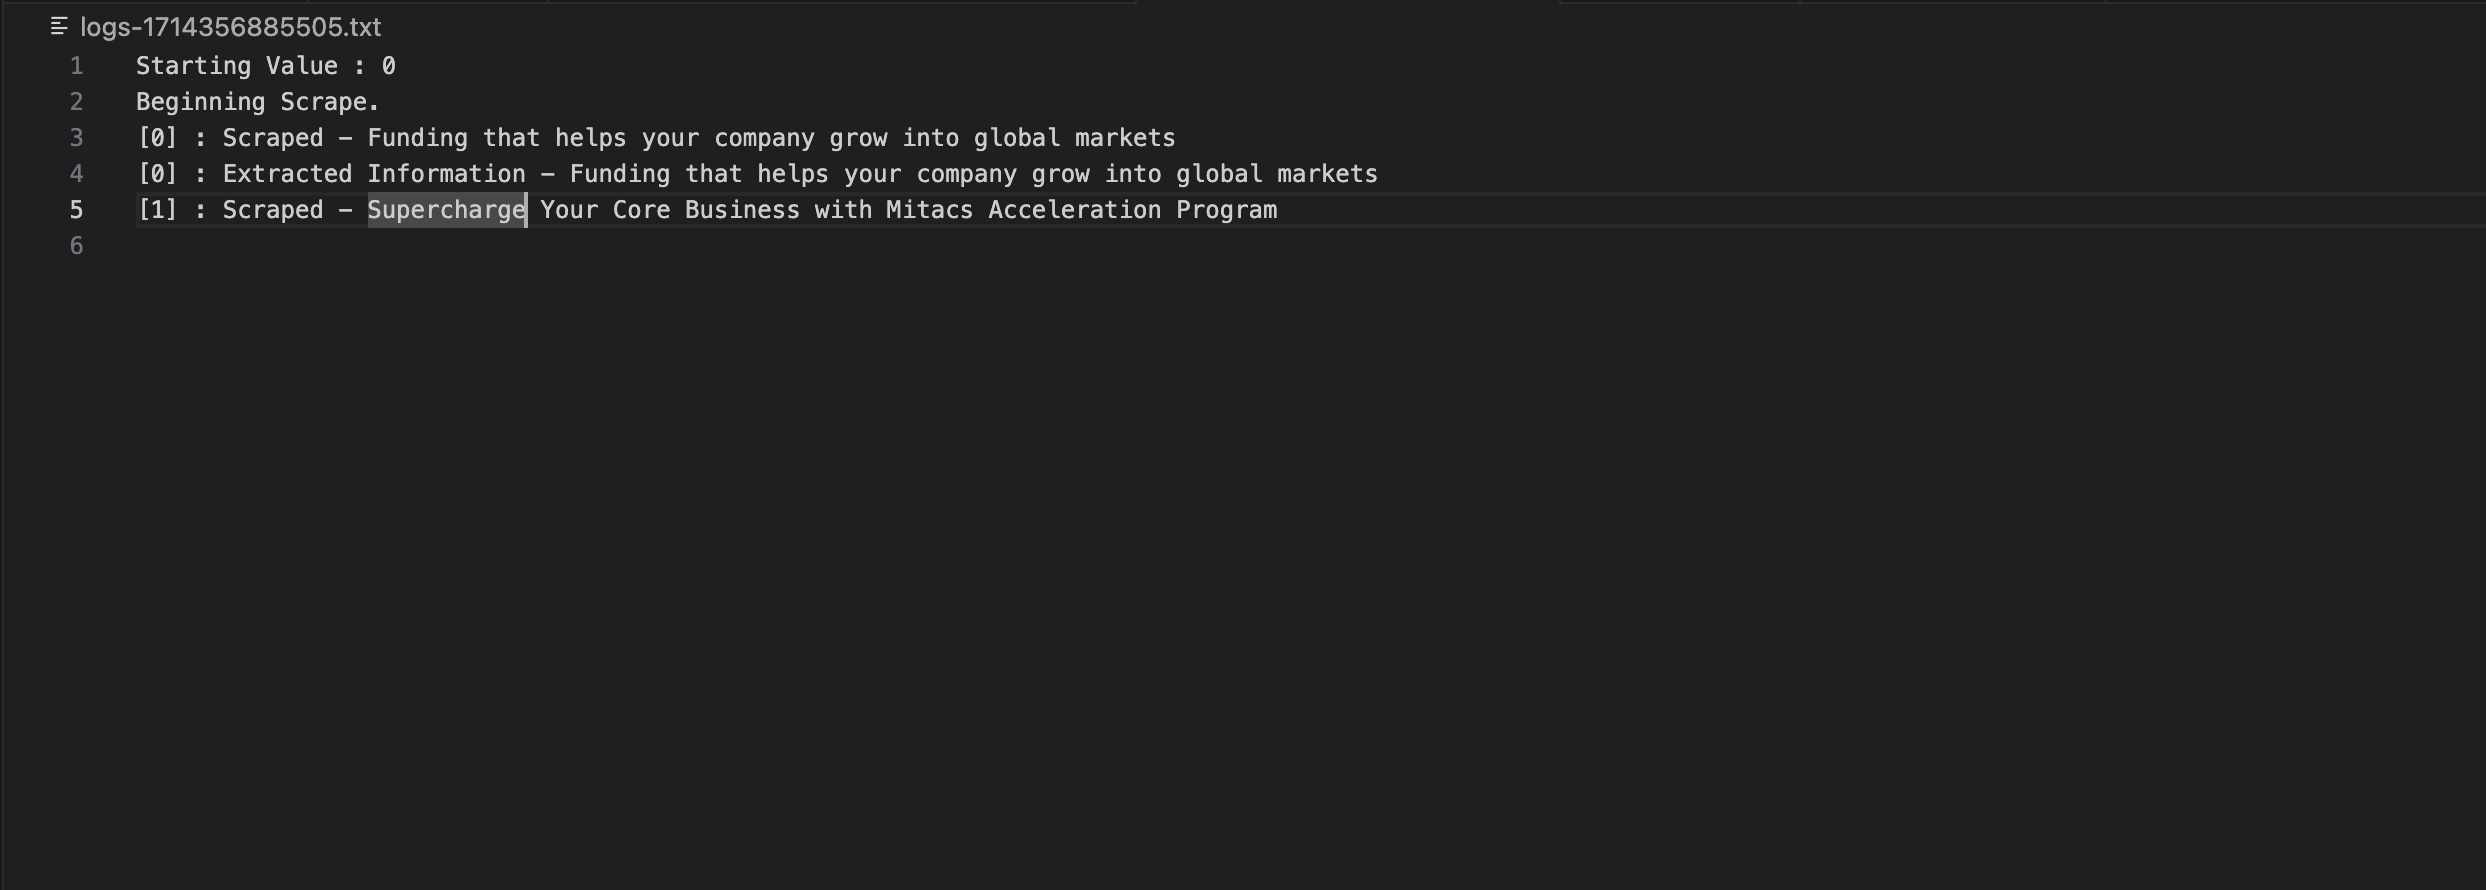 logs-1714356885505.txt
1 Starting Value : 0
2 Beginning Scrape.
3 [0] : Scraped - Funding that helps your company grow into global markets
4 [0] : Extracted Information - Funding that helps your company grow into global markets
5 [1] : Scraped - Supercharge Your Core Business with Mitacs Acceleration Program
6